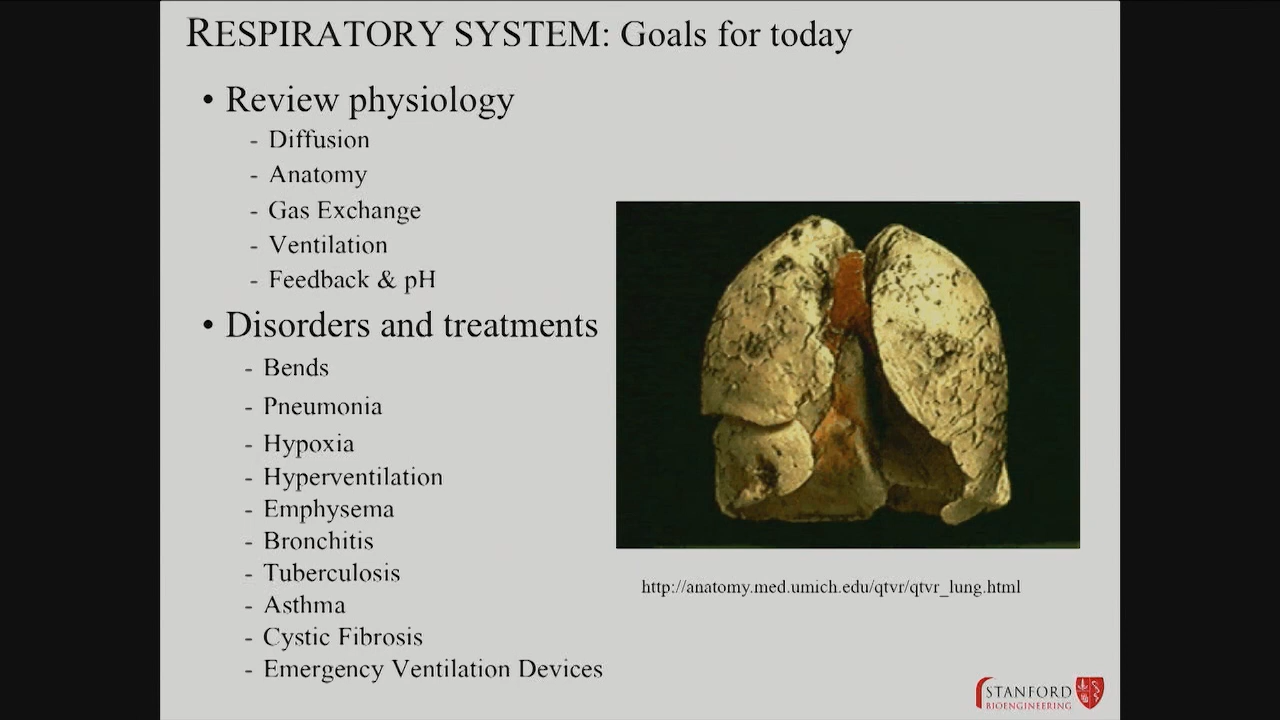 RESPIRATORY SYSTEM: Goals for today
• Review physiology
- Diffusion
- Anatomy
- Gas Exchange
- Ventilation
- Feedback & pH
• Disorders and treatments
- Bends
- Pneumonia
- Hypoxia
- Hyperventilation
- Emphysema
- Bronchitis
- Tuberculosis
- Asthma
- Cystic Fibrosis
- Emergency Ventilation Devices
http://anatomy.med.umich.edu/qtvr/qtvr_lung.html
STANFORD
BIOENGINEERING